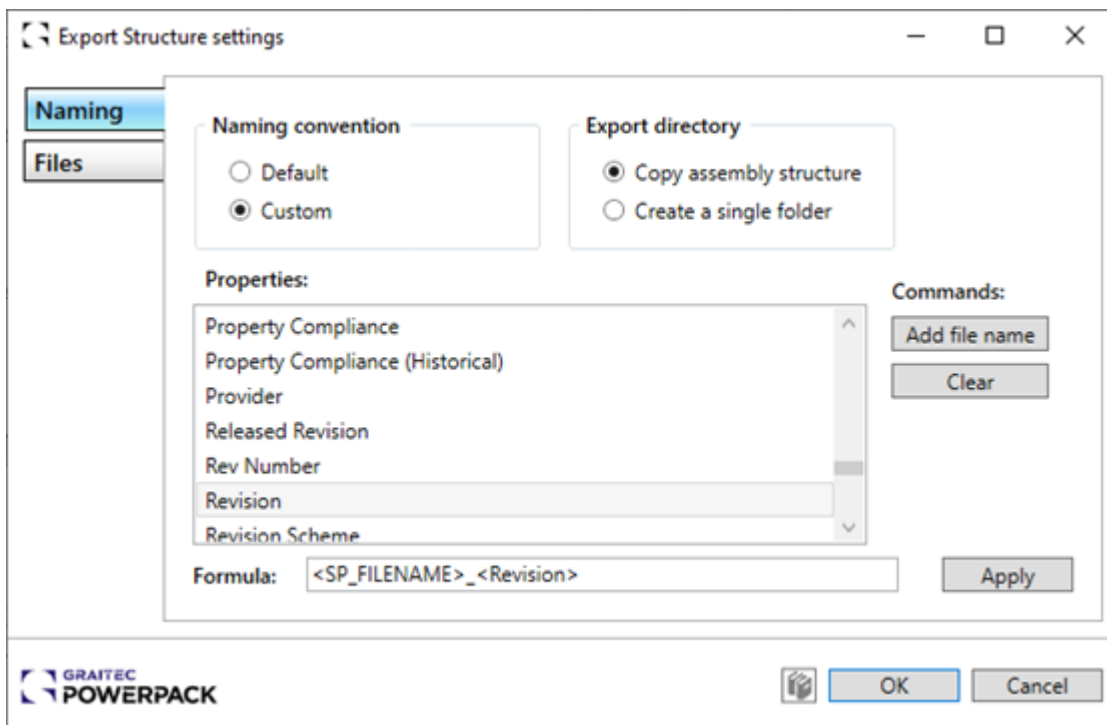 Export Structure settings
Naming
Files
Naming convention
Default
Custom
Export directory
Copy assembly structure
Create a single folder
Properties:
Property Compliance
Property Compliance (Historical)
Provider
Released Revision
Rev Number
Revision
Revision Scheme
Commands:
Add file name
Clear
Formula:
<SP_FILENAME>_<Revision>
Apply
GRAITEC
POWERPACK
OK
Cancel